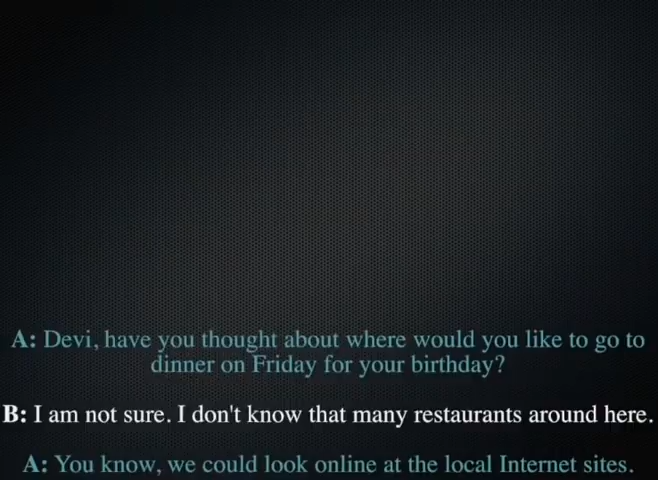 A: Devi, have you thought about where would you like to go to
dinner on Friday for your birthday?
B: I am not sure. I don't know that many restaurants around here.
A: You know, we could look online at the local Internet sites.